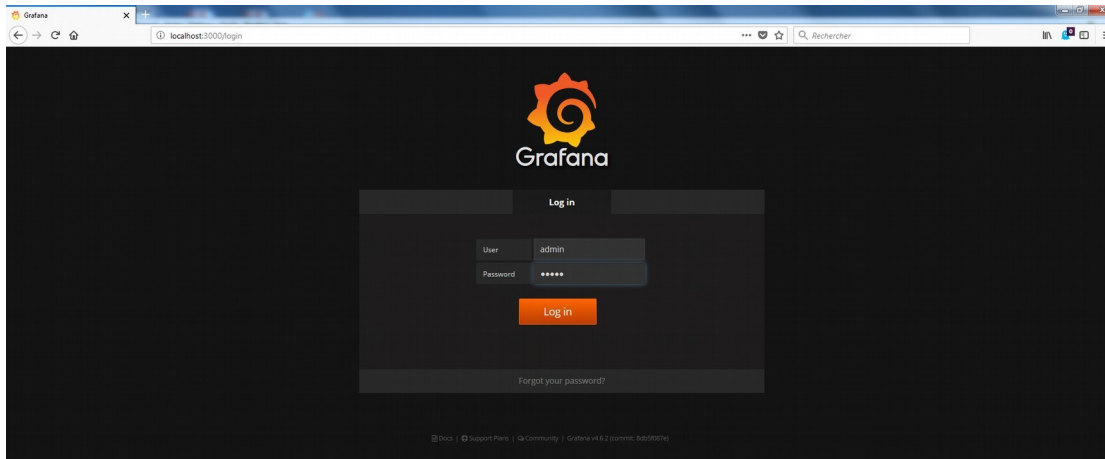 Grafana
localhost:3000/login
Rechercher
0
Grafana
Log in
User admin
Password •••••
Log in
Forgot your password?
Docs | Support Plans | Community | Grafana v4.6.2 (commit: 8db5f087e)